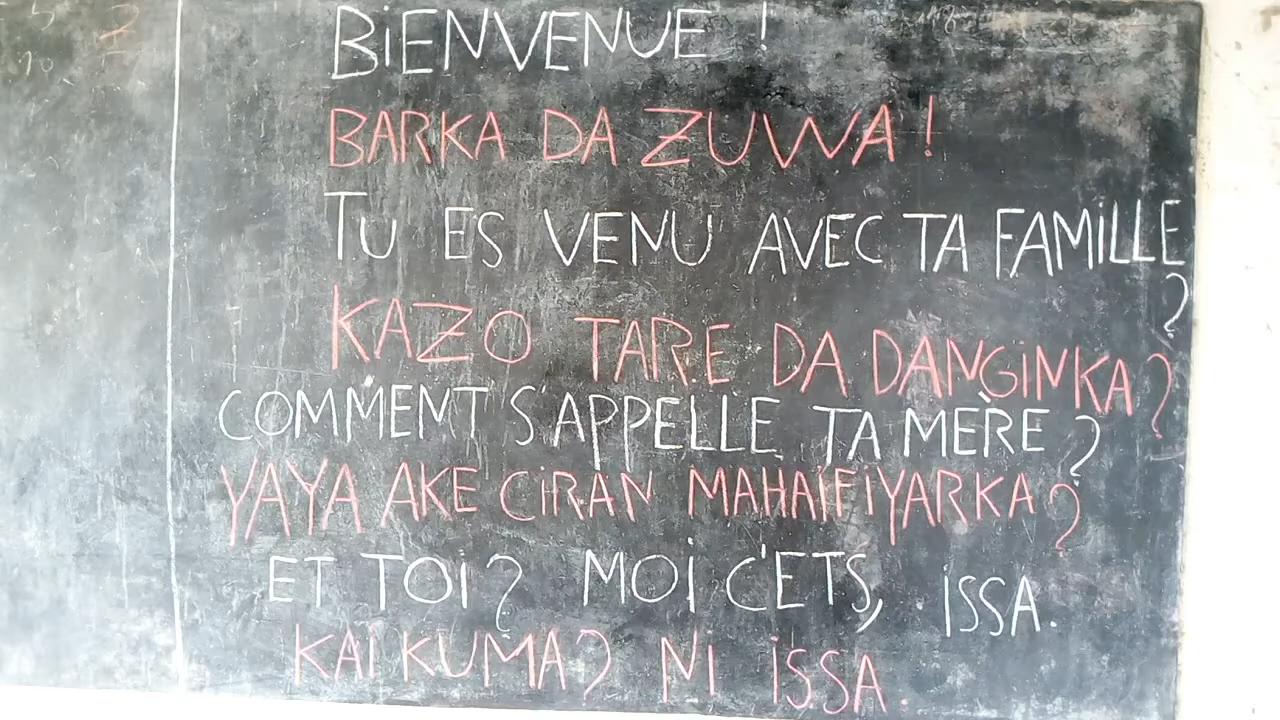 BiENVENUE !
BARKA DA ZUWA !
TU ES VENU AVEC TA FAMiLLE
?
KAZO TARE DA DANGiNKA ?
COMMENT S'APPELLE TA MÈRE ?
YAYA AKE CiRAN MAHAiFiYARKA ?
ET TOi ? MOi C'ETS, iSSA.
KAi KUMA ? Ni iSSA.